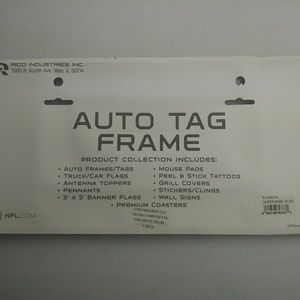 RICO INDUSTRIES INC.
7000 N. Austin Ave. Niles, IL 60714
AUTO TAG
FRAME
PRODUCT COLLECTION INCLUDES:
• AUTO FRAMES/TAGS
• TRUCK/CAR FLAGS
• ANTENNA TOPPERS
• PENNANTS
• 3' x 5' BANNER FLAGS
• MOUSE PADS
• PEEL & STICK TATTOOS
• GRILL COVERS
• STICKERS/CLINGS
• WALL SIGNS
• PREMIUM COASTERS
NFL.COM